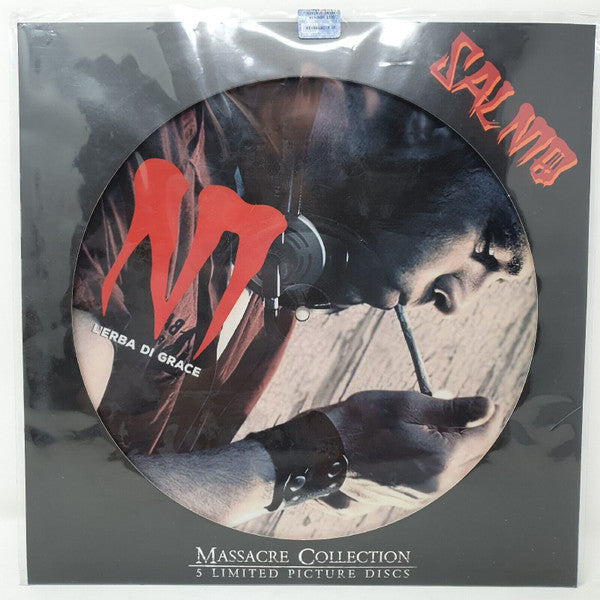 SALMO
M
L'ERBA DI GRACE
MASSACRE COLLECTION
5 LIMITED PICTURE DISCS